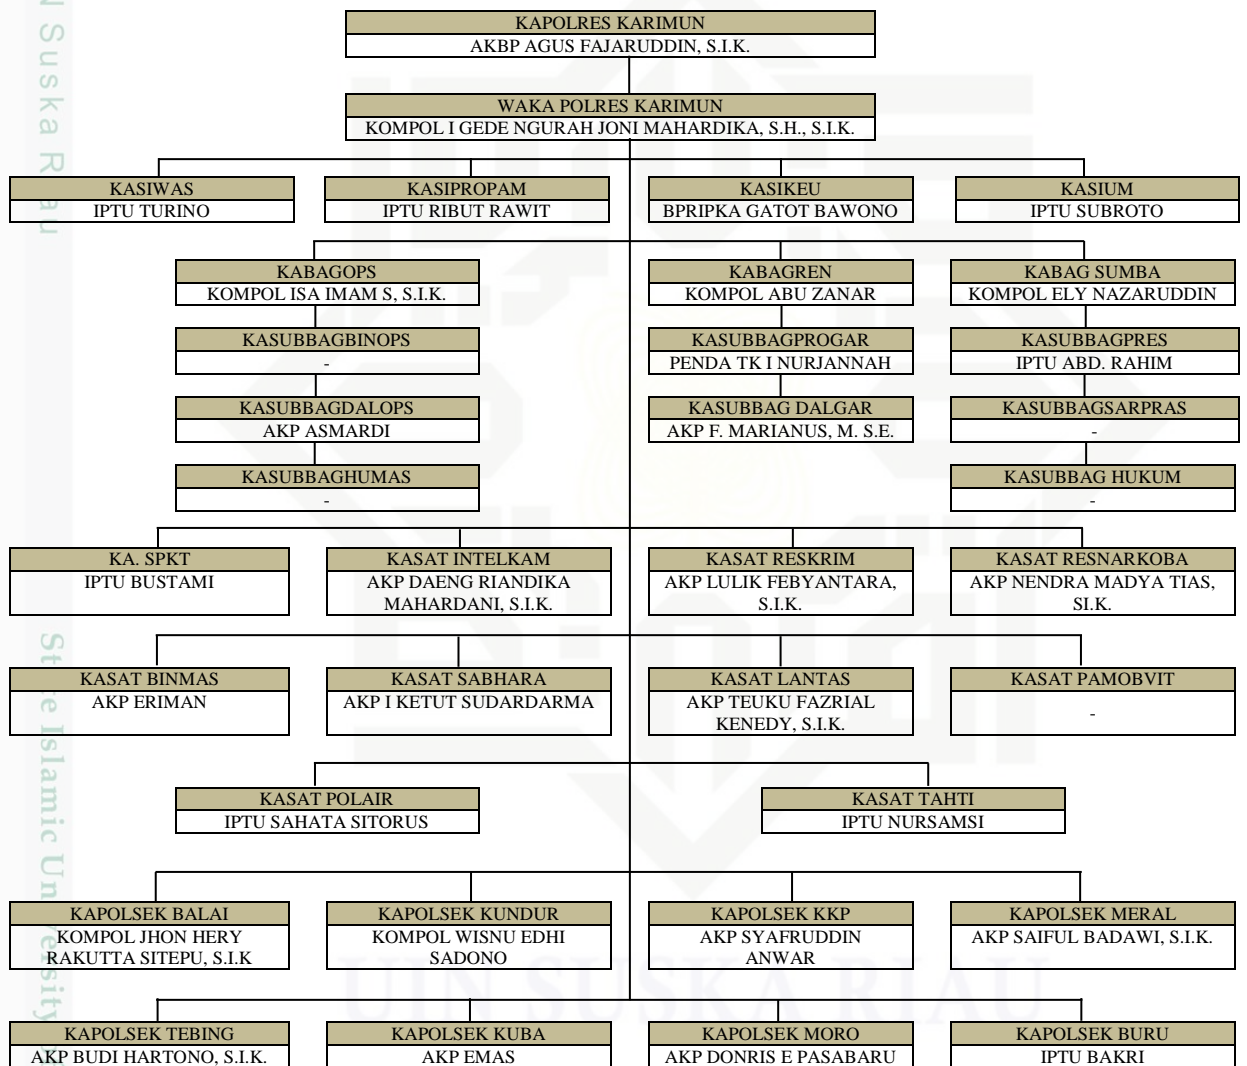 KAPOLRES KARIMUN
AKBP AGUS FAJARUDDIN, S.I.K.
WAKA POLRES KARIMUN
KOMPOL I GEDE NGURAH JONI MAHARDIKA, S.H., S.I.K.
KASIWAS
IPTU TURINO
KASIPROPAM
IPTU RIBUT RAWIT
KASIKEU
BPRIPKA GATOT BAWONO
KASIUM
IPTU SUBROTO
KABAGOPS
KOMPOL ISA IMAM S, S.I.K.
KABAGREN
KOMPOL ABU ZANAR
KABAG SUMBA
KOMPOL ELY NAZARUDDIN
KASUBBAGBINOPS
-
KASUBBAGPROGAR
PENDA TK I NURJANNAH
KASUBBAGPRES
IPTU ABD. RAHIM
KASUBBAGDALOPS
AKP ASMARDI
KASUBBAG DALGAR
AKP F. MARIANUS, M. S.E.
KASUBBAGSARPRAS
-
KASUBBAGHUMAS
-
KASUBBAG HUKUM
-
KA. SPKT
IPTU BUSTAMI
KASAT INTELKAM
AKP DAENG RIANDIKA
MAHARDANI, S.I.K.
KASAT RESKRIM
AKP LULIK FEBYANTARA,
S.I.K.
KASAT RESNARKOBA
AKP NENDRA MADYA TIAS,
SI.K.
KASAT BINMAS
AKP ERIMAN
KASAT SABHARA
AKP I KETUT SUDARDARMA
KASAT LANTAS
AKP TEUKU FAZRIAL
KENEDY, S.I.K.
KASAT PAMOBVIT
-
KASAT POLAIR
IPTU SAHATA SITORUS
KASAT TAHTI
IPTU NURSAMSI
KAPOLSEK BALAI
KOMPOL JHON HERY
RAKUTTA SITEPU, S.I.K
KAPOLSEK KUNDUR
KOMPOL WISNU EDHI
SADONO
KAPOLSEK KKP
AKP SYAFRUDDIN
ANWAR
KAPOLSEK MERAL
AKP SAIFUL BADAWI, S.I.K.
KAPOLSEK TEBING
AKP BUDI HARTONO, S.I.K.
KAPOLSEK KUBA
AKP EMAS
KAPOLSEK MORO
AKP DONRIS E PASABARU
KAPOLSEK BURU
IPTU BAKRI
UIN SUSKA RIAU
Suska
Islamic